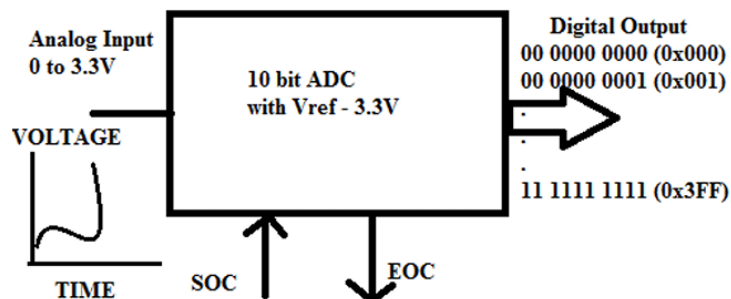 Analog Input
0 to 3.3V
VOLTAGE
TIME
10 bit ADC
with Vref - 3.3V
SOC
EOC
Digital Output
00 0000 0000 (0x000)
00 0000 0001 (0x001)
.
.
.
11 1111 1111 (0x3FF)